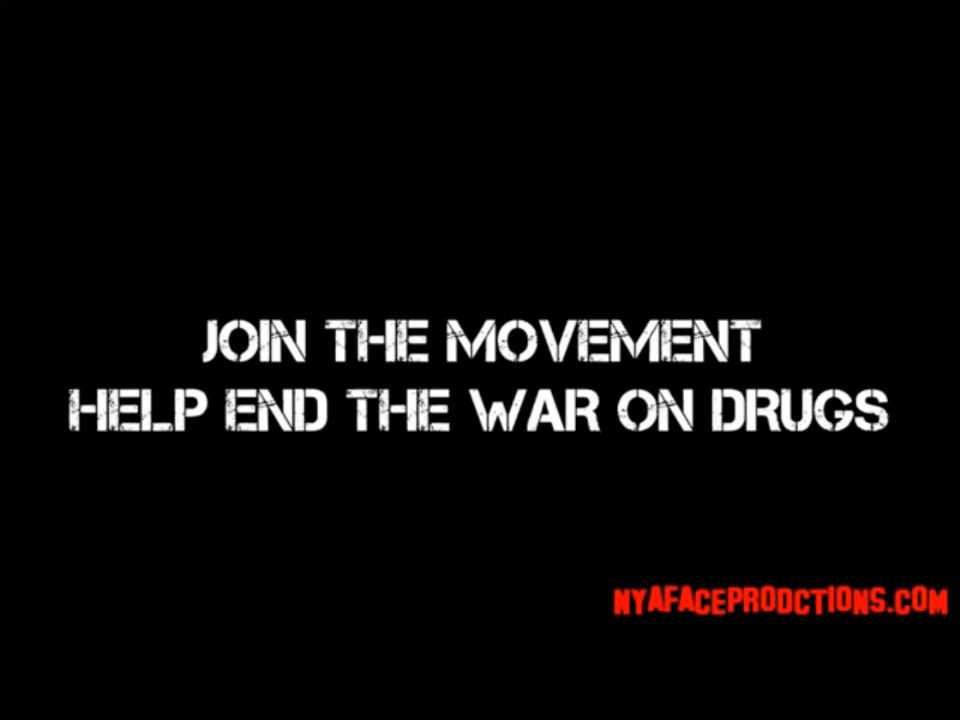 JOIN THE MOVEMENT
HELP END THE WAR ON DRUGS
NYAFACEPRODCTIONS.COM